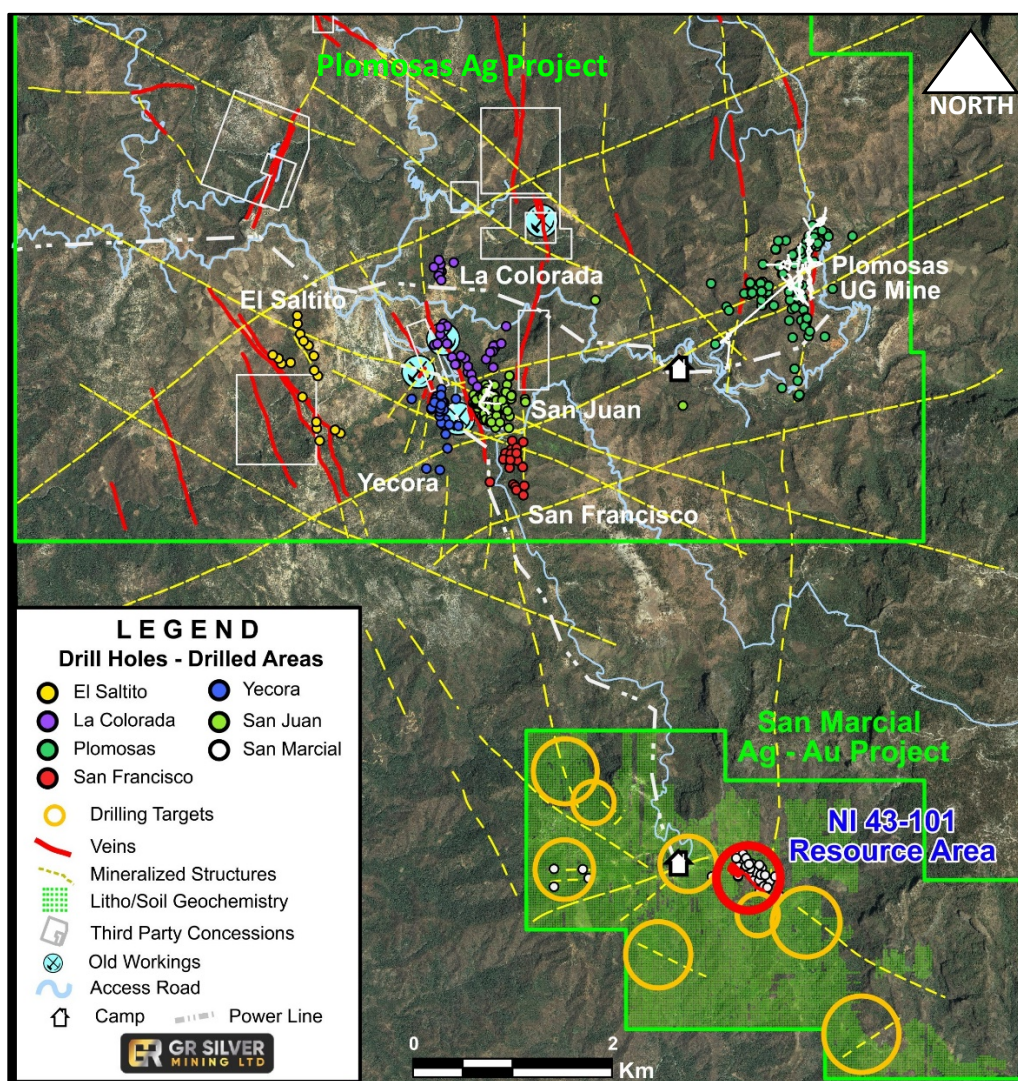 Plomosas Ag Project
NORTH
La Colorada
Plomosas
UG Mine
El Saltito
San Juan
Yecora
San Francisco
LEGEND
Drill Holes - Drilled Areas
El Saltito
Yecora
La Colorada
San Juan
Plomosas
San Marcial
San Francisco
Drilling Targets
Veins
Mineralized Structures
Litho/Soil Geochemistry
Third Party Concessions
Old Workings
Access Road
Camp
Power Line
GR GR SILVER
MINING LTD
San Marcial
Ag - Au Project
NI 43-101
Resource Area
0 2
Km